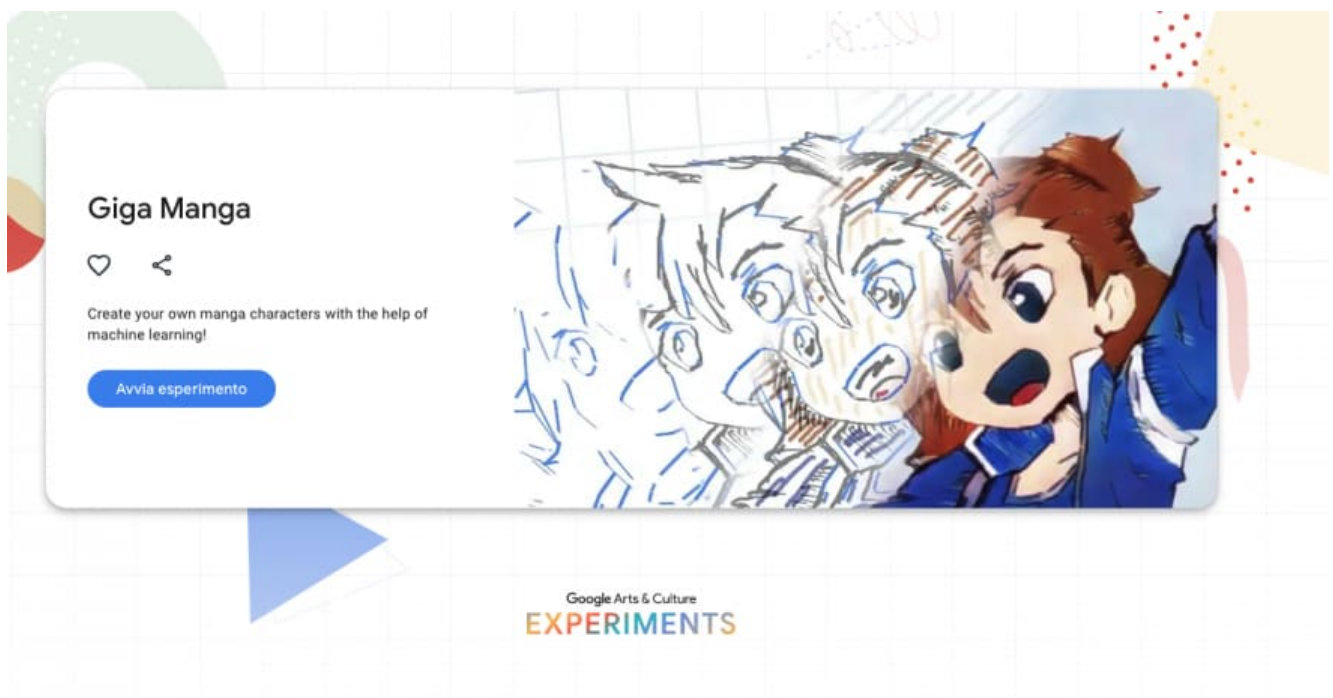 Giga Manga
Create your own manga characters with the help of
machine learning!
Avvia esperimento
Google Arts & Culture
EXPERIMENTS